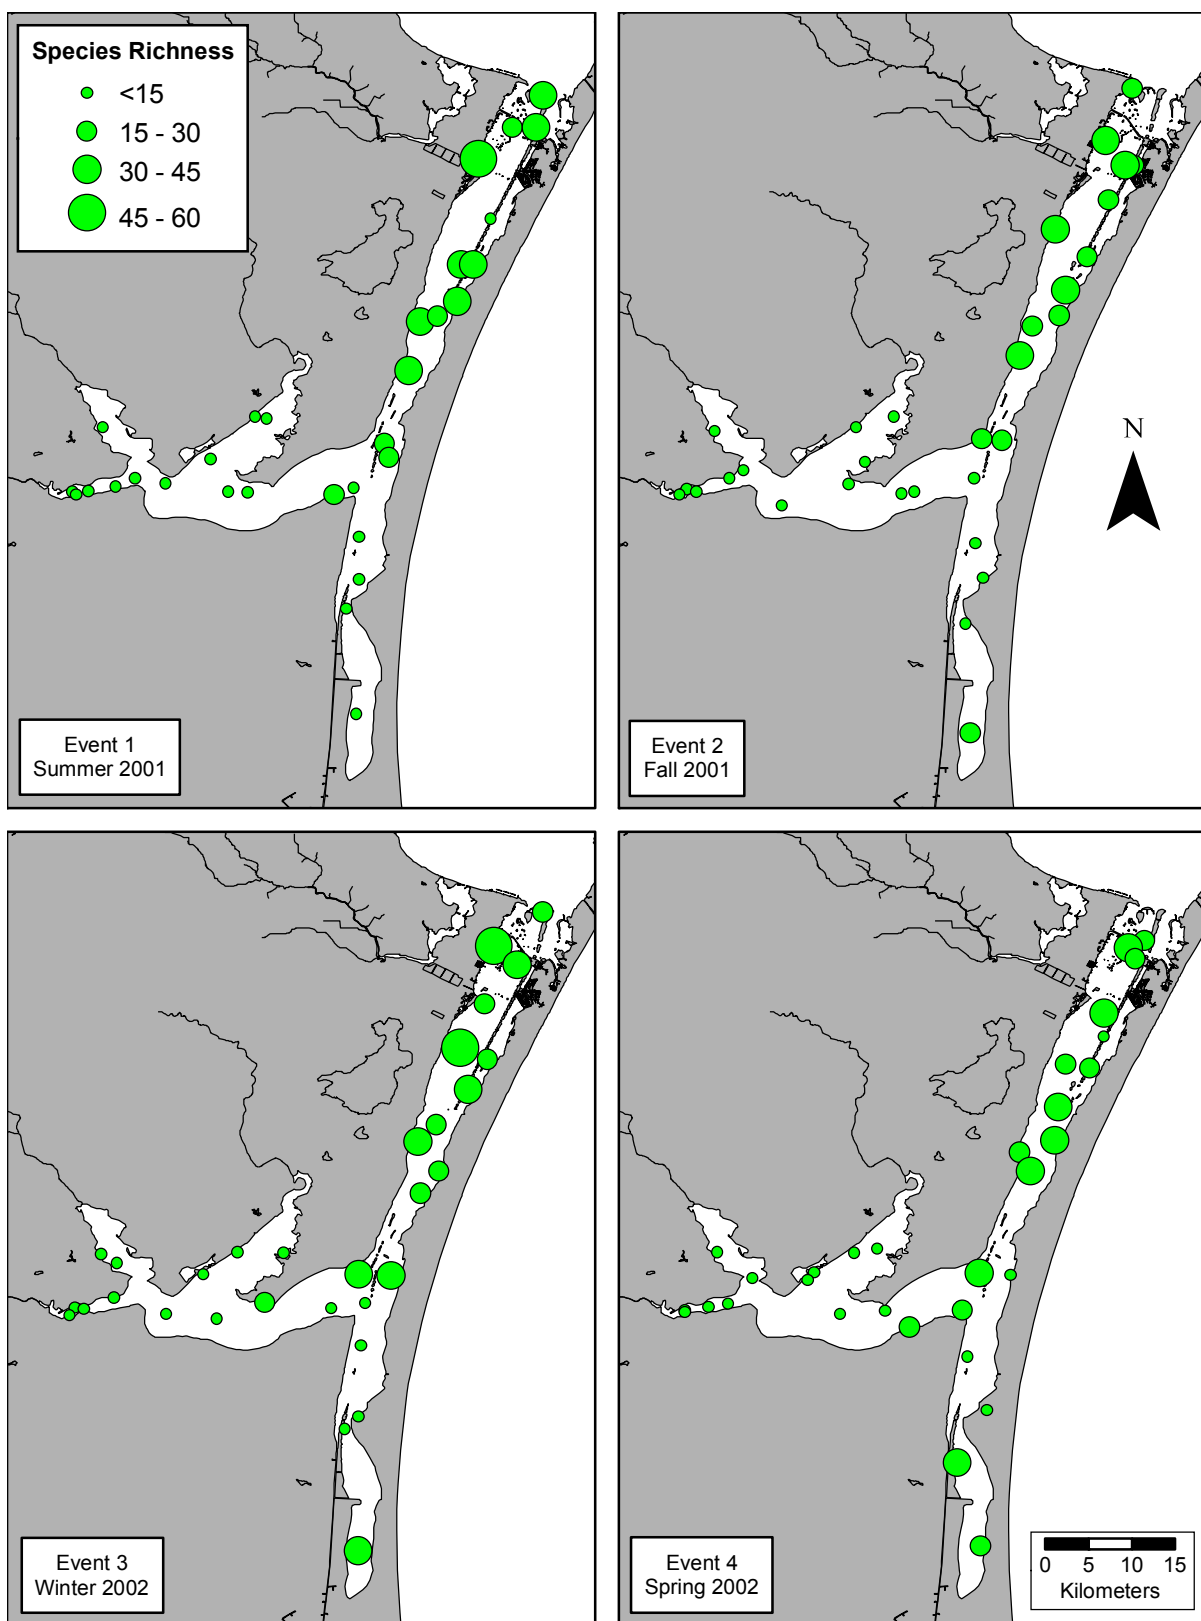 Species Richness
<15
15 - 30
30 - 45
45 - 60
Event 1
Summer 2001
N
Event 2
Fall 2001
Event 3
Winter 2002
Event 4
Spring 2002
0 5 10 15
Kilometers